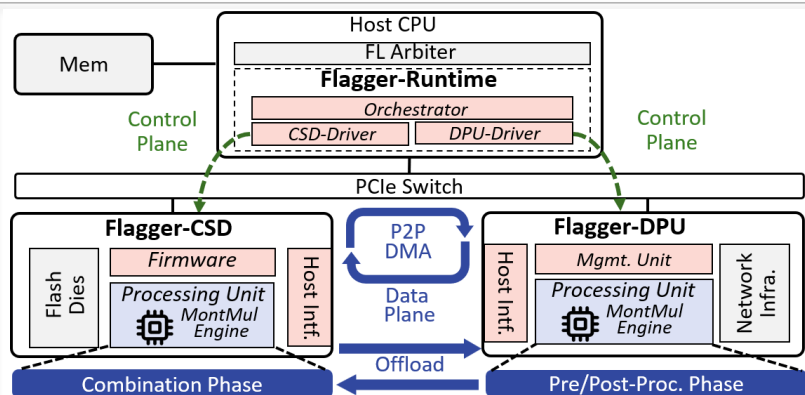 Host CPU
Mem
FL Arbiter
Flagger-Runtime
Orchestrator
CSD-Driver
DPU-Driver
Control
Plane
Control
Plane
PCIe Switch
Flagger-CSD
Flash
Dies
Firmware
Processing Unit
MontMul
Engine
Host Intf.
P2P
DMA
Data
Plane
Flagger-DPU
Host Intf.
Mgmt. Unit
Processing Unit
MontMul
Engine
Network
Infra.
Offload
Combination Phase
Pre/Post-Proc. Phase